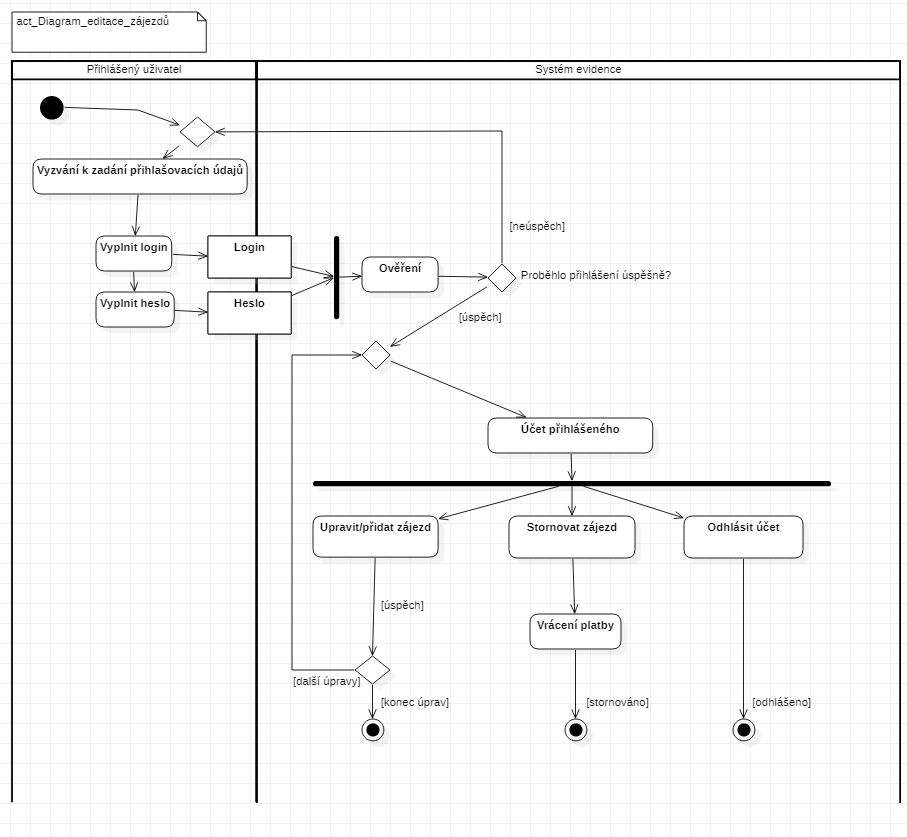 act_Diagram_editace_zájezdů
Přihlášený uživatel
Systém evidence
Vyzvání k zadání přihlašovacích údajů
[neúspěch]
Vyplnit login
Login
Ověření
Proběhlo přihlášení úspěšně?
Vyplnit heslo
Heslo
[úspěch]
Účet přihlášeného
Upravit/přidat zájezd
Stornovat zájezd
Odhlásit účet
[úspěch]
Vrácení platby
[další úpravy]
[konec úprav]
[stornováno]
[odhlášeno]